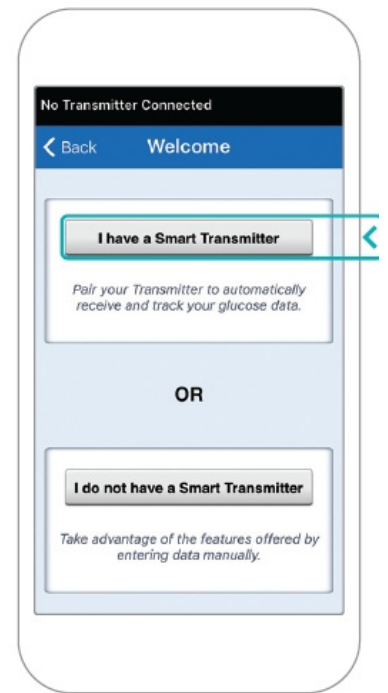 No Transmitter Connected
Back Welcome
I have a Smart Transmitter
Pair your Transmitter to automatically
receive and track your glucose data.
OR
I do not have a Smart Transmitter
Take advantage of the features offered by
entering data manually.